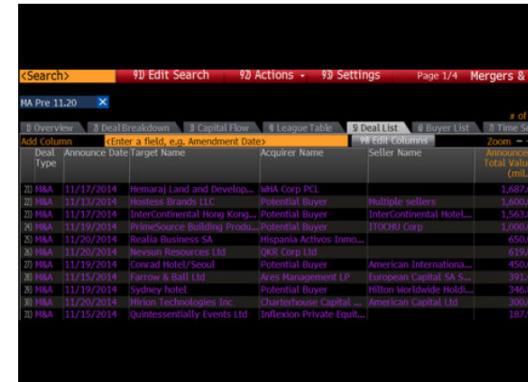 <Search> 91) Edit Search 92) Actions 93) Settings Page 1/4 Mergers &
MA Pre 11.20 X
# of
1) Overview 2) Deal Breakdown 3) Capital Flow 4) League Table 5) Deal List 6) Buyer List 7) Time Se
Add Column <Enter a field, e.g. Amendment Date> 98) Edit Columns Zoom
Deal Announce Date Target Name Acquirer Name Seller Name Announce
Type Total Valu
(mil.
21) M&A 11/17/2014 Hemaraj Land and Develop... WHA Corp PCL 1,687.
22) M&A 11/13/2014 Hostess Brands LLC Potential Buyer Multiple sellers 1,600.
23) M&A 11/17/2014 InterContinental Hong Kong... Potential Buyer InterContinental Hotel... 1,563.
24) M&A 11/19/2014 PrimeSource Building Produ... Potential Buyer ITOCHU Corp 1,000.
25) M&A 11/20/2014 Realia Business SA Hispania Activos Inmo... 650.
26) M&A 11/20/2014 Nevsun Resources Ltd QKR Corp Ltd 619.
27) M&A 11/19/2014 Conrad Hotel/Seoul Potential Buyer American Internationa... 450.
28) M&A 11/15/2014 Farrow & Ball Ltd Ares Management LP European Capital SA S... 391.
29) M&A 11/19/2014 Sydney hotel Potential Buyer Hilton Worldwide Holdi... 346.
30) M&A 11/20/2014 Mirion Technologies Inc Charterhouse Capital ... American Capital Ltd 300.
31) M&A 11/15/2014 Quintessentially Events Ltd Inflexion Private Equit... 187.